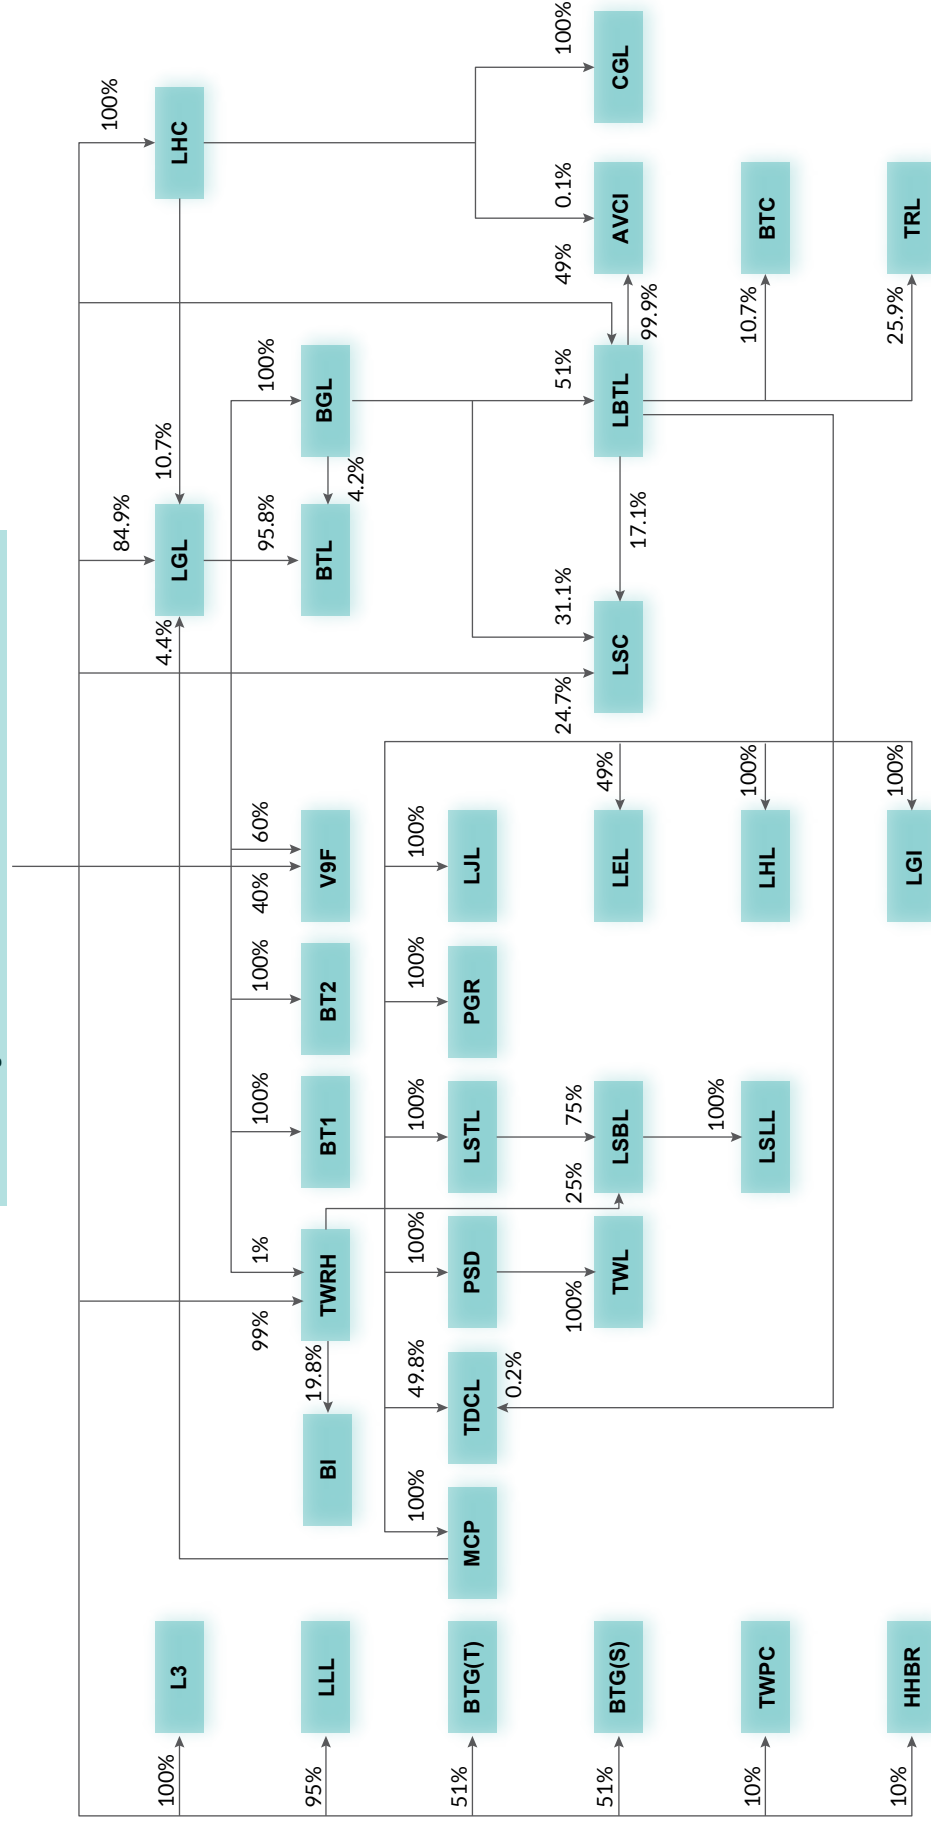 100%
LHC
84.9%
LGL
10.7%
4.4%
100%
L3
100%
BGL
95.8%
BTL
4.2%
60%
40%
V9F
100%
BT2
100%
BT1
1%
99%
TWRH
19.8%
BI
95%
LLL
100%
LJL
100%
PGR
100%
LSTL
100%
PSD
49.8%
TDCL
0.2%
100%
MCP
51%
BTG(T)
100%
CGL
0.1%
AVCI
49%
99.9%
51%
LBTL
17.1%
31.1%
24.7%
LSC
49%
LEL
75%
25%
LSBL
100%
TWL
51%
BTG(S)
10.7%
BTC
100%
LHL
100%
LSLL
10%
TWPC
25.9%
TRL
100%
LGI
10%
HHBR